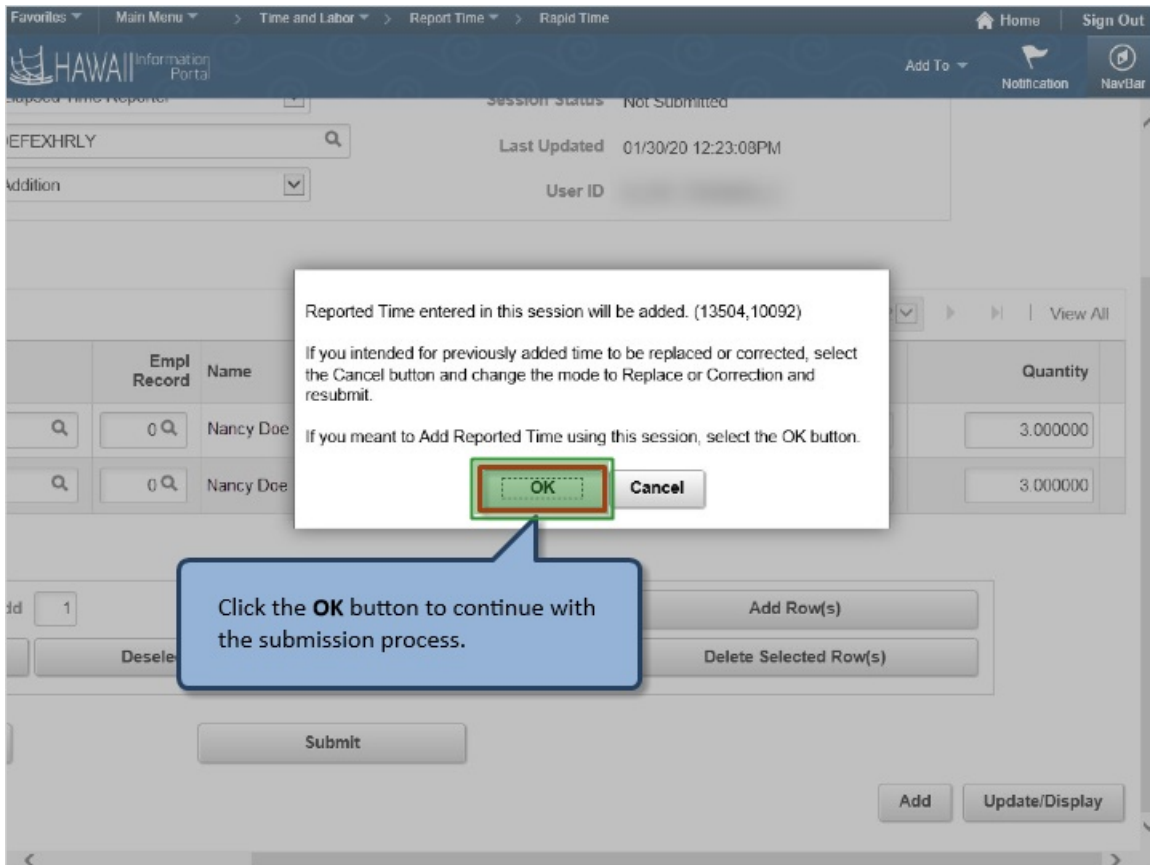 Favorites Main Menu > Time and Labor > Report Time > Rapid Time Home Sign Out
HAWAII Information Portal Add To Notification NavBar
Elapsed Time Reporter Session Status Not Submitted
EFEXHRLY Last Updated 01/30/20 12:23:08PM
Addition User ID
Reported Time entered in this session will be added. (13504,10092)
View All
If you intended for previously added time to be replaced or corrected, select
the Cancel button and change the mode to Replace or Correction and
resubmit.
If you meant to Add Reported Time using this session, select the OK button.
OK Cancel
Empl Record Name Quantity
0 Nancy Doe 3.000000
0 Nancy Doe 3.000000
Click the OK button to continue with
the submission process.
dd 1 Add Row(s)
Deselec Delete Selected Row(s)
Submit
Add Update/Display